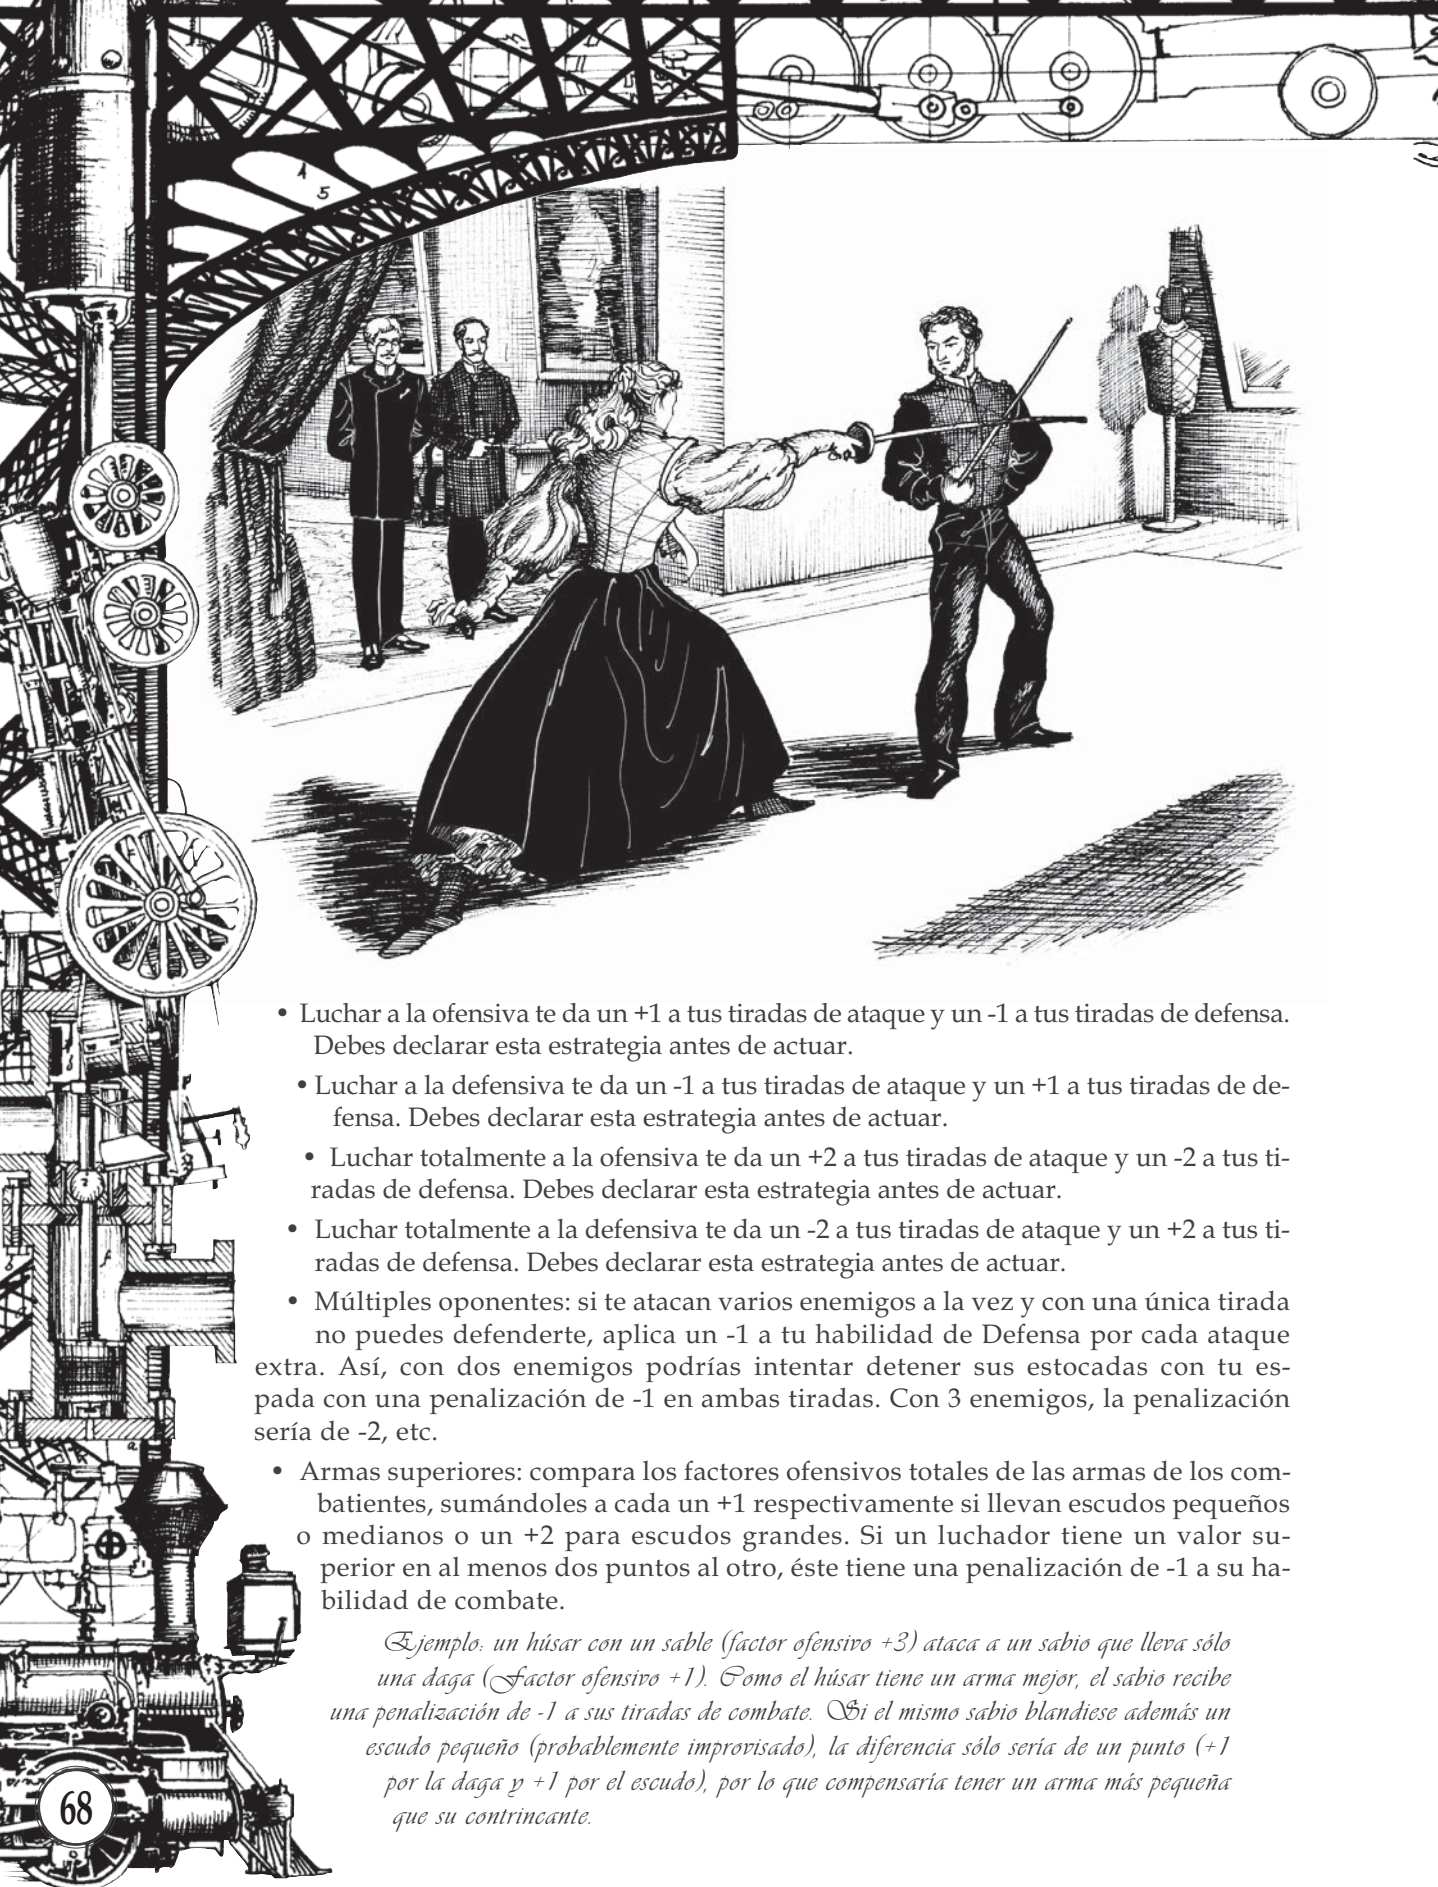 A
5
• Luchar a la ofensiva te da un +1 a tus tiradas de ataque y un -1 a tus tiradas de defensa.
Debes declarar esta estrategia antes de actuar.
• Luchar a la defensiva te da un -1 a tus tiradas de ataque y un +1 a tus tiradas de de-
fensa. Debes declarar esta estrategia antes de actuar.
• Luchar totalmente a la ofensiva te da un +2 a tus tiradas de ataque y un -2 a tus ti-
radas de defensa. Debes declarar esta estrategia antes de actuar.
• Luchar totalmente a la defensiva te da un -2 a tus tiradas de ataque y un +2 a tus ti-
radas de defensa. Debes declarar esta estrategia antes de actuar.
• Múltiples oponentes: si te atacan varios enemigos a la vez y con una única tirada
no puedes defenderte, aplica un -1 a tu habilidad de Defensa por cada ataque
extra. Así, con dos enemigos podrías intentar detener sus estocadas con tu es-
pada con una penalización de -1 en ambas tiradas. Con 3 enemigos, la penalización
sería de -2, etc.
• Armas superiores: compara los factores ofensivos totales de las armas de los com-
batientes, sumándoles a cada un +1 respectivamente si llevan escudos pequeños
o medianos o un +2 para escudos grandes. Si un luchador tiene un valor su-
perior en al menos dos puntos al otro, éste tiene una penalización de -1 a su ha-
bilidad de combate.
Ejemplo: un húsar con un sable (factor ofensivo +3) ataca a un sabio que lleva sólo
una daga (Factor ofensivo +1). Como el húsar tiene un arma mejor, el sabio recibe
una penalización de -1 a sus tiradas de combate. Si el mismo sabio blandiese además un
escudo pequeño (probablemente improvisado), la diferencia sólo sería de un punto (+1
por la daga y +1 por el escudo), por lo que compensaría tener un arma más pequeña
que su contrincante.
68